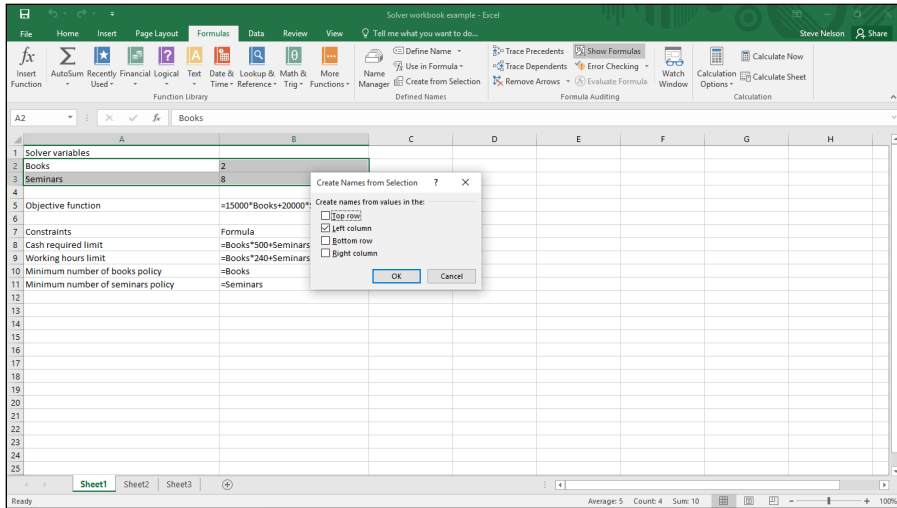 Solver workbook example - Excel
File Home Insert Page Layout Formulas Data Review View Tell me what you want to do... Steve Nelson Share
fx Σ ? A θ ...
Insert Function AutoSum Recently Used Financial Logical Text Date & Time Lookup & Reference Math & Trig More Functions
Function Library
Name Manager
Define Name
Use in Formula
Create from Selection
Defined Names
Trace Precedents Show Formulas
Trace Dependents Error Checking
Remove Arrows Evaluate Formula
Watch Window
Formula Auditing
Calculation Options
Calculate Now
Calculate Sheet
Calculation
A2 fx Books
A B C D E F G H
1 Solver variables
2 Books 2
3 Seminars 8
4
5 Objective function =15000*Books+20000*
6
7 Constraints Formula
8 Cash required limit =Books*500+Seminars
9 Working hours limit =Books*240+Seminars
10 Minimum number of books policy =Books
11 Minimum number of seminars policy =Seminars
12
13
14
15
16
17
18
19
20
21
22
23
24
25
Create Names from Selection ? X
Create names from values in the:
Top row
Left column
Bottom row
Right column
OK Cancel
Sheet1 Sheet2 Sheet3
Ready Average: 5 Count: 4 Sum: 10 - + 100%